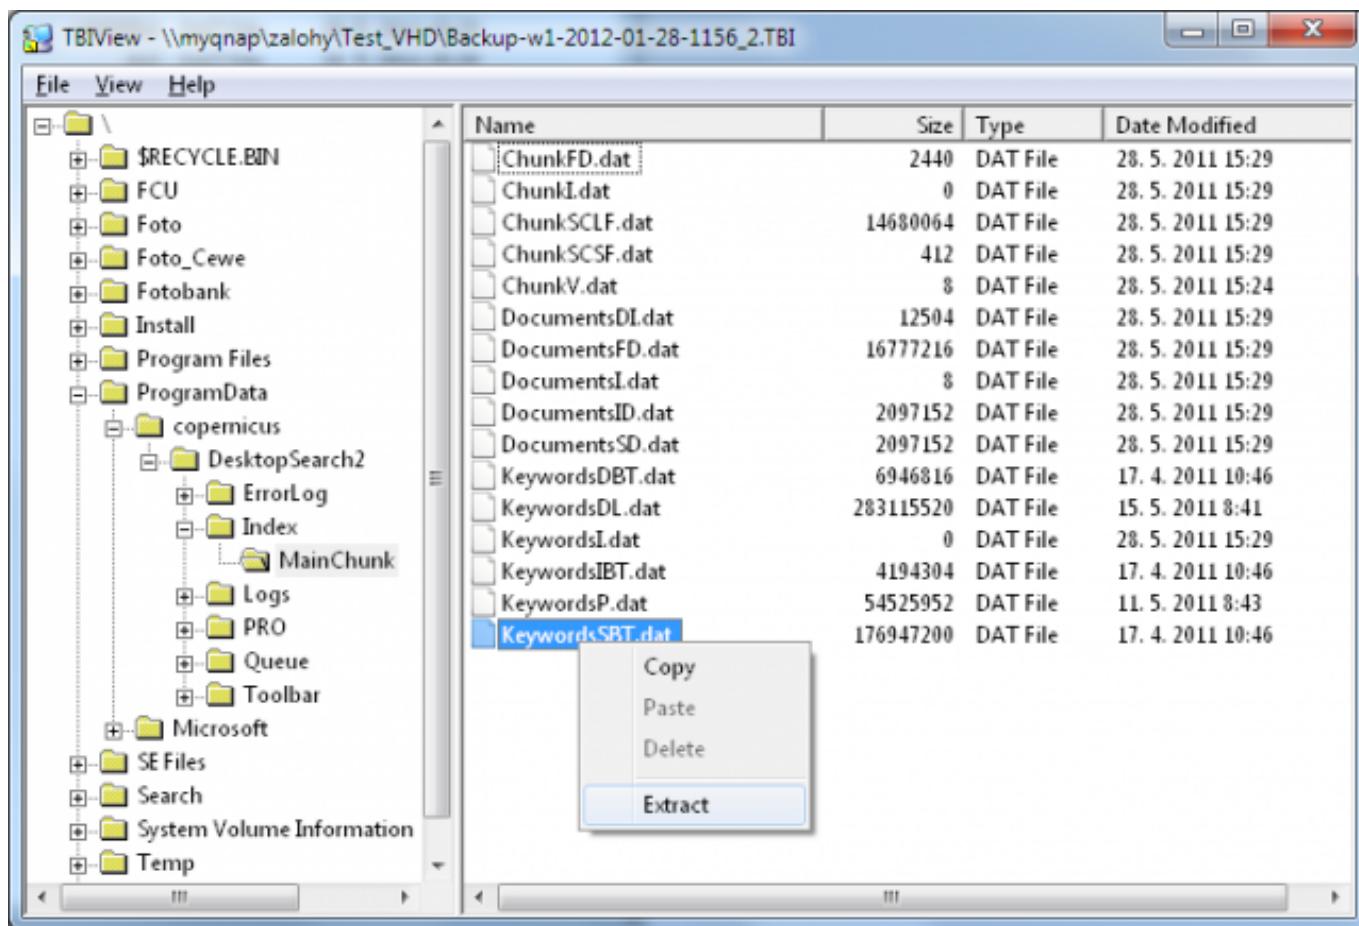 TBIView - \\myqnap\zalohy\Test_VHD\Backup-w1-2012-01-28-1156_2.TBI
File View Help
\
$RECYCLE.BIN
FCU
Foto
Foto_Cewe
Fotobank
Install
Program Files
ProgramData
copernicus
DesktopSearch2
ErrorLog
Index
MainChunk
Logs
PRO
Queue
Toolbar
Microsoft
SE Files
Search
System Volume Information
Temp
Name Size Type Date Modified
ChunkFD.dat 2440 DAT File 28. 5. 2011 15:29
ChunkI.dat 0 DAT File 28. 5. 2011 15:29
ChunkSCLF.dat 14680064 DAT File 28. 5. 2011 15:29
ChunkSCSF.dat 412 DAT File 28. 5. 2011 15:29
ChunkV.dat 8 DAT File 28. 5. 2011 15:24
DocumentsDI.dat 12504 DAT File 28. 5. 2011 15:29
DocumentsFD.dat 16777216 DAT File 28. 5. 2011 15:29
DocumentsI.dat 8 DAT File 28. 5. 2011 15:29
DocumentsID.dat 2097152 DAT File 28. 5. 2011 15:29
DocumentsSD.dat 2097152 DAT File 28. 5. 2011 15:29
KeywordsDBT.dat 6946816 DAT File 17. 4. 2011 10:46
KeywordsDL.dat 283115520 DAT File 15. 5. 2011 8:41
KeywordsI.dat 0 DAT File 28. 5. 2011 15:29
KeywordsIBT.dat 4194304 DAT File 17. 4. 2011 10:46
KeywordsP.dat 54525952 DAT File 11. 5. 2011 8:43
KeywordsSBT.dat 176947200 DAT File 17. 4. 2011 10:46
Copy
Paste
Delete
Extract